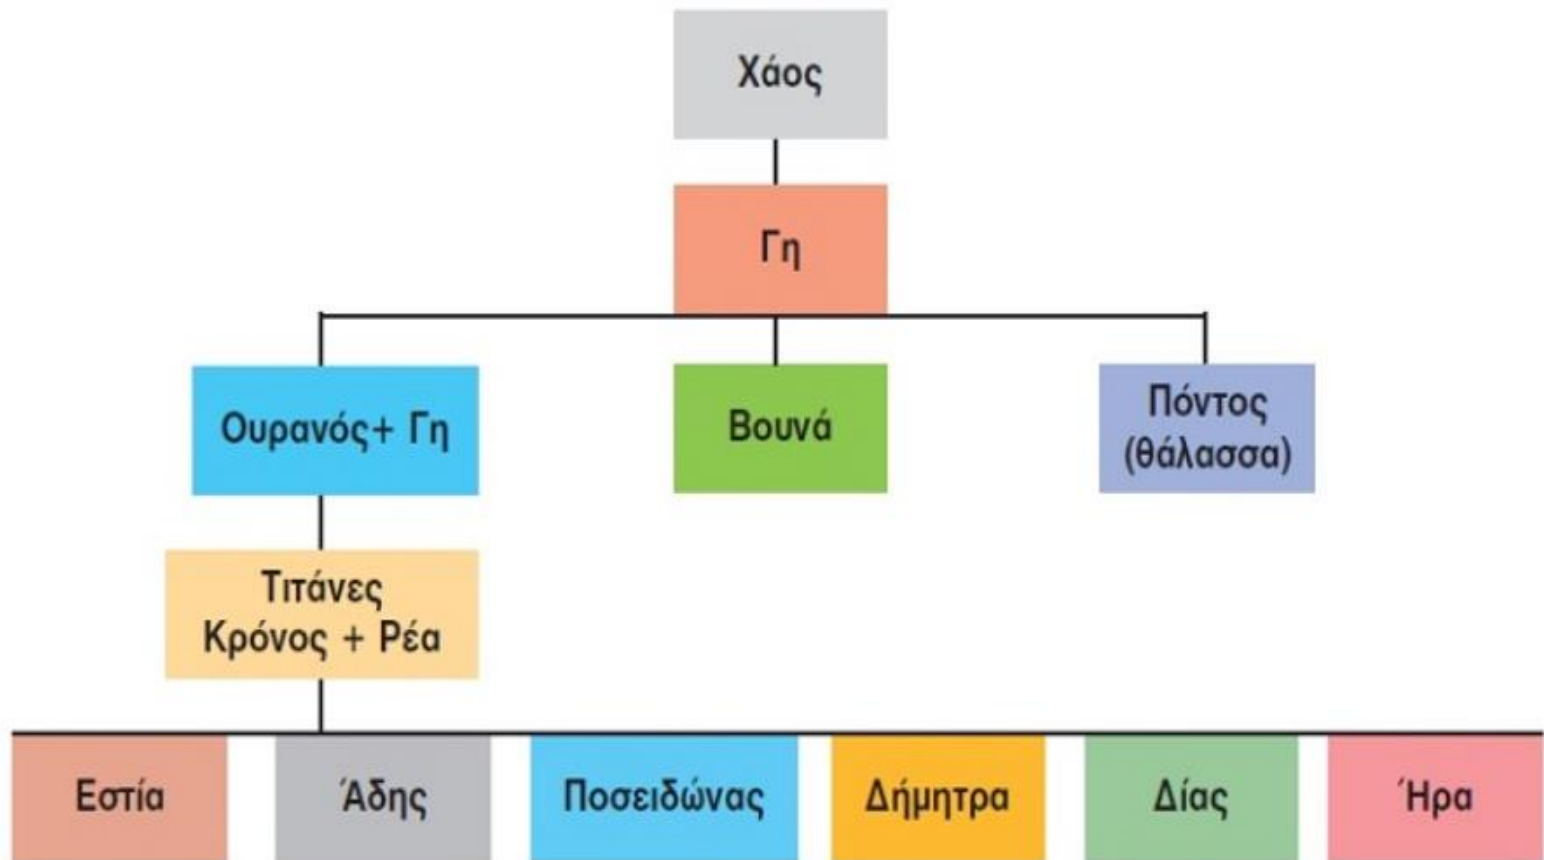 Χάος
Γη
Ουρανός+ Γη
Βουνά
Πόντος
(θάλασσα)
Τιτάνες
Κρόνος + Ρέα
Εστία
Άδης
Ποσειδώνας
Δήμητρα
Δίας
Ήρα